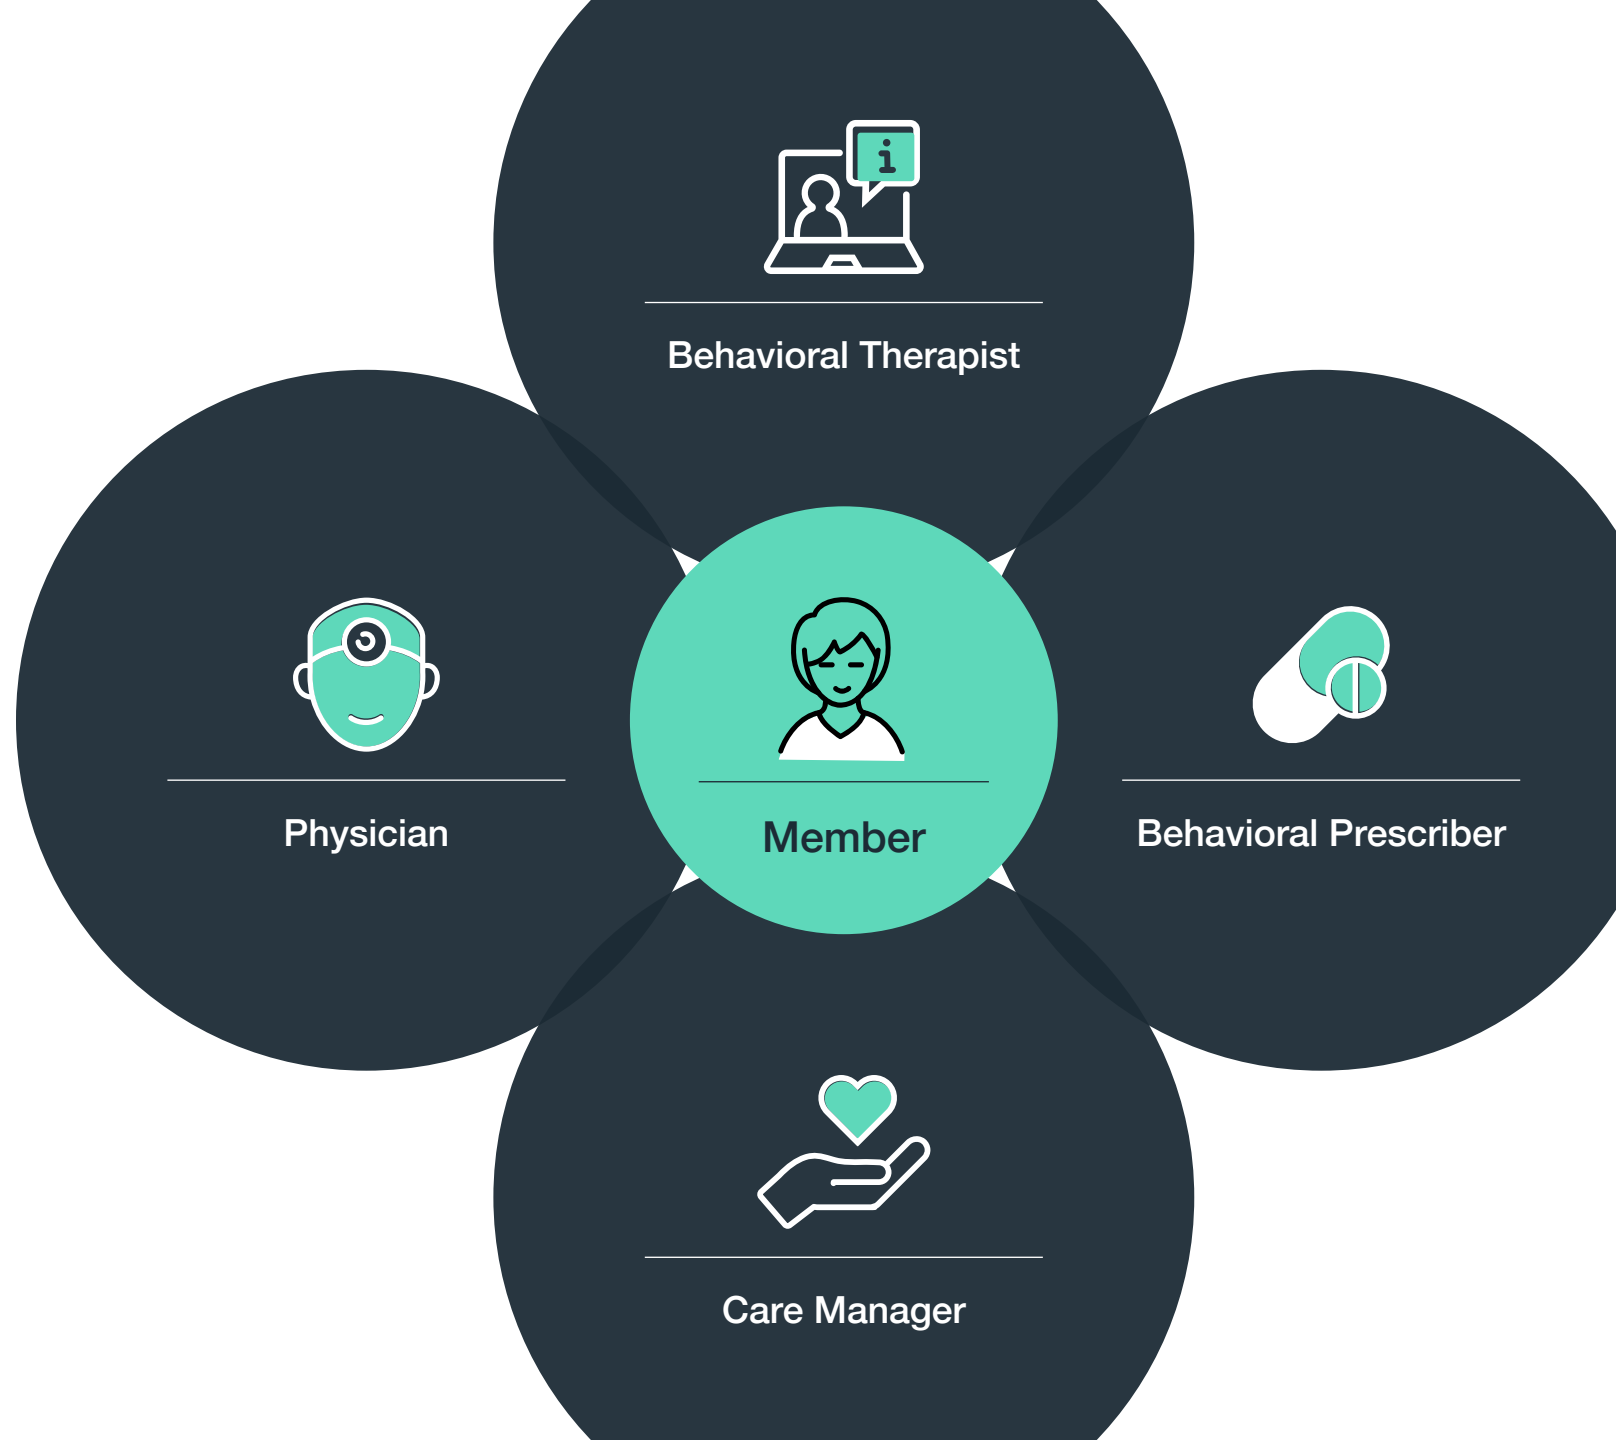 i
Behavioral Therapist
Physician
Member
Behavioral Prescriber
Care Manager